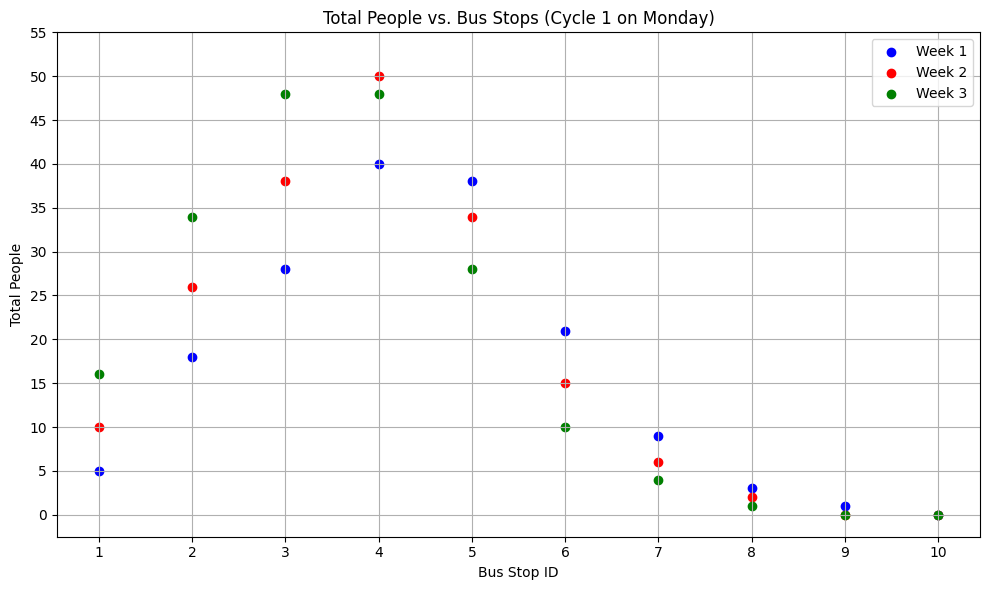 Total People vs. Bus Stops (Cycle 1 on Monday)
Week 1
Week 2
Week 3
Total People
55
50
45
40
35
30
25
20
15
10
5
0
1 2 3 4 5 6 7 8 9 10
Bus Stop ID